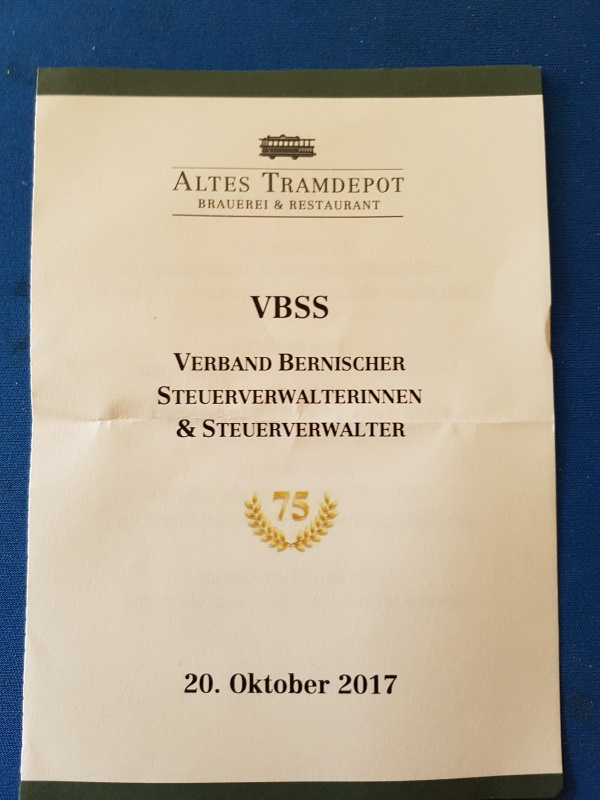 ALTES TRAMDEPOT
BRAUEREI & RESTAURANT
VBSS
VERBAND BERNISCHER
STEUERVERWALTERINNEN
& STEUERVERWALTER
75
20. Oktober 2017